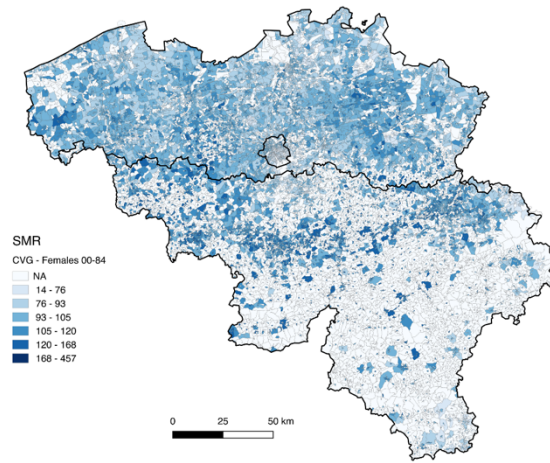 SMR
CVG - Females 00-84
NA
14 - 76
76 - 93
93 - 105
105 - 120
120 - 168
168 - 457
0 25 50 km